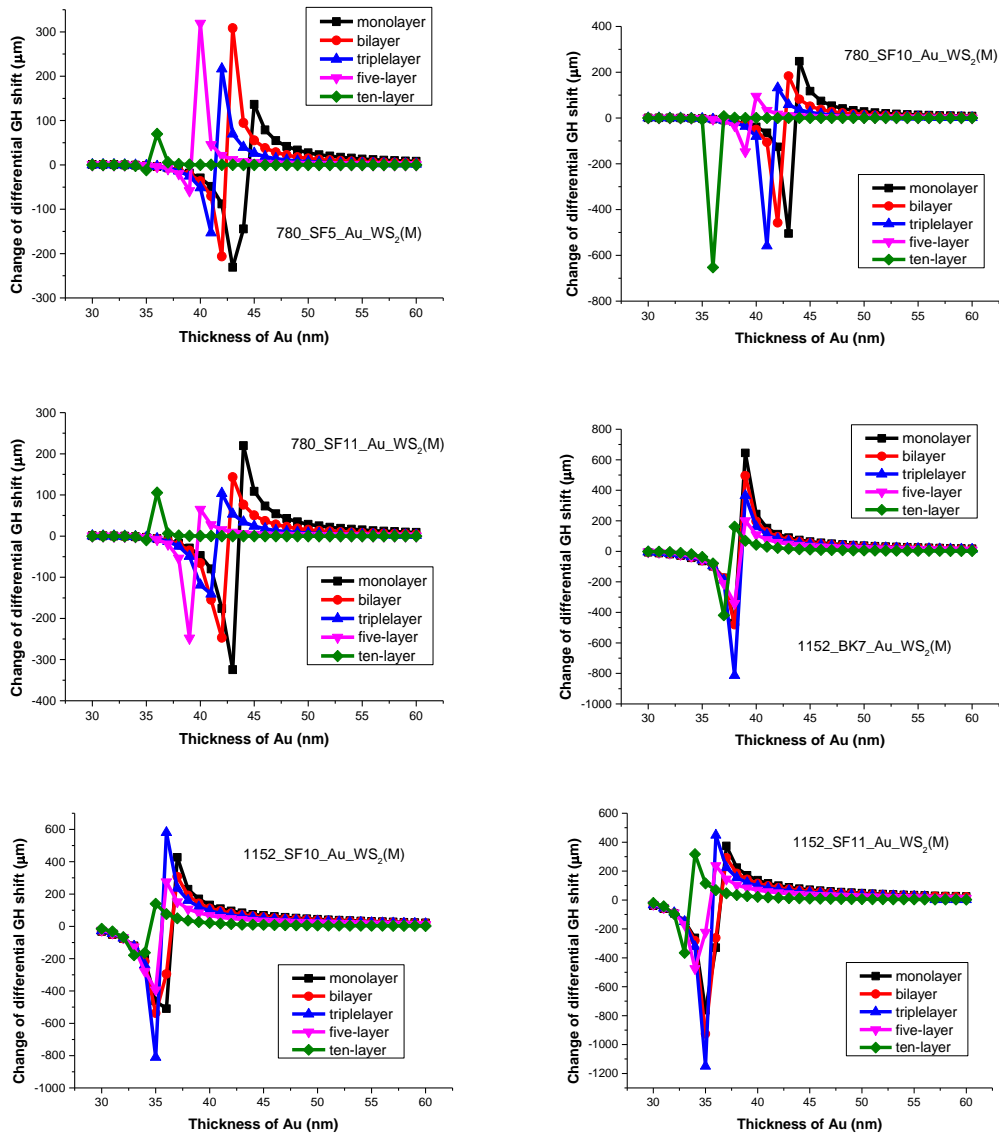 300
200
100
0
-100
-200
-300
30 35 40 45 50 55 60
Change of differential GH shift (μm)
Thickness of Au (nm)
monolayer
bilayer
triplelayer
five-layer
ten-layer
780_SF5_Au_WS₂(M)
400
200
0
-200
-400
-600
-800
30 35 40 45 50 55 60
Change of differential GH shift (μm)
Thickness of Au (nm)
780_SF10_Au_WS₂(M)
monolayer
bilayer
triplelayer
five-layer
ten-layer
300
200
100
0
-100
-200
-300
-400
30 35 40 45 50 55 60
Change of differential GH shift (μm)
Thickness of Au (nm)
780_SF11_Au_WS₂(M)
monolayer
bilayer
triplelayer
five-layer
ten-layer
800
600
400
200
0
-200
-400
-600
-800
-1000
30 35 40 45 50 55 60
Change of differential GH shift (μm)
Thickness of Au (nm)
monolayer
bilayer
triplelayer
five-layer
ten-layer
1152_BK7_Au_WS₂(M)
600
400
200
0
-200
-400
-600
-800
-1000
30 35 40 45 50 55 60
Change of differential GH shift (μm)
Thickness of Au (nm)
1152_SF10_Au_WS₂(M)
monolayer
bilayer
triplelayer
five-layer
ten-layer
600
400
200
0
-200
-400
-600
-800
-1000
-1200
30 35 40 45 50 55 60
Change of differential GH shift (μm)
Thickness of Au (nm)
1152_SF11_Au_WS₂(M)
monolayer
bilayer
triplelayer
five-layer
ten-layer